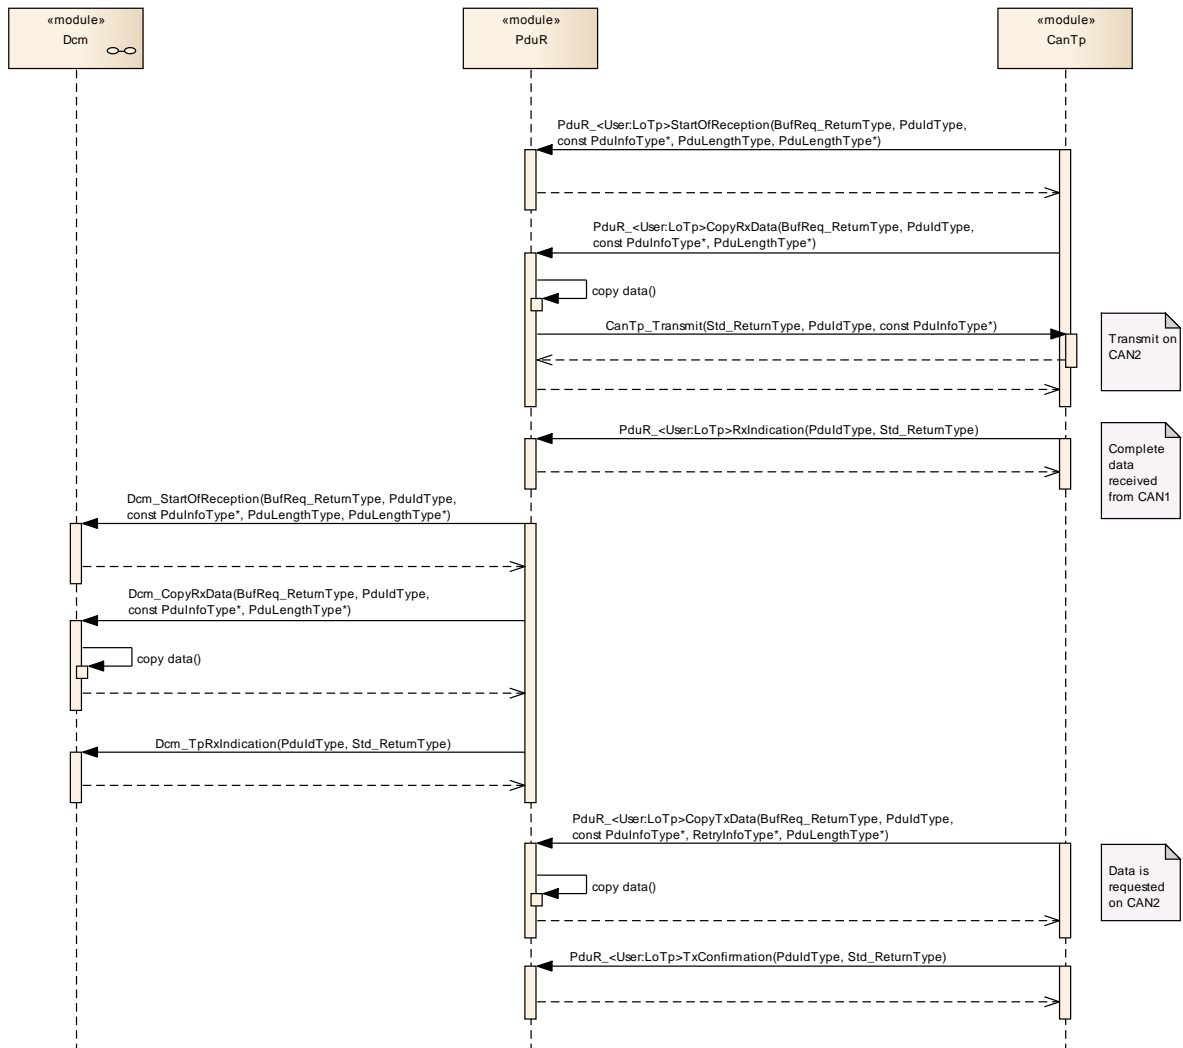 «module»
Dcm
«module»
PduR
«module»
CanTp
PduR_<User:LoTp>StartOfReception(BufReq_ReturnType, PduIdType,
const PduInfoType*, PduLengthType, PduLengthType*)
PduR_<User:LoTp>CopyRxData(BufReq_ReturnType, PduIdType,
const PduInfoType*, PduLengthType*)
copy data()
CanTp_Transmit(Std_ReturnType, PduIdType, const PduInfoType*)
Transmit on
CAN2
PduR_<User:LoTp>RxIndication(PduIdType, Std_ReturnType)
Complete
data
received
from CAN1
Dcm_StartOfReception(BufReq_ReturnType, PduIdType,
const PduInfoType*, PduLengthType, PduLengthType*)
Dcm_CopyRxData(BufReq_ReturnType, PduIdType,
const PduInfoType*, PduLengthType*)
copy data()
Dcm_TpRxIndication(PduIdType, Std_ReturnType)
PduR_<User:LoTp>CopyTxData(BufReq_ReturnType, PduIdType,
const PduInfoType*, RetryInfoType*, PduLengthType*)
copy data()
Data is
requested
on CAN2
PduR_<User:LoTp>TxConfirmation(PduIdType, Std_ReturnType)